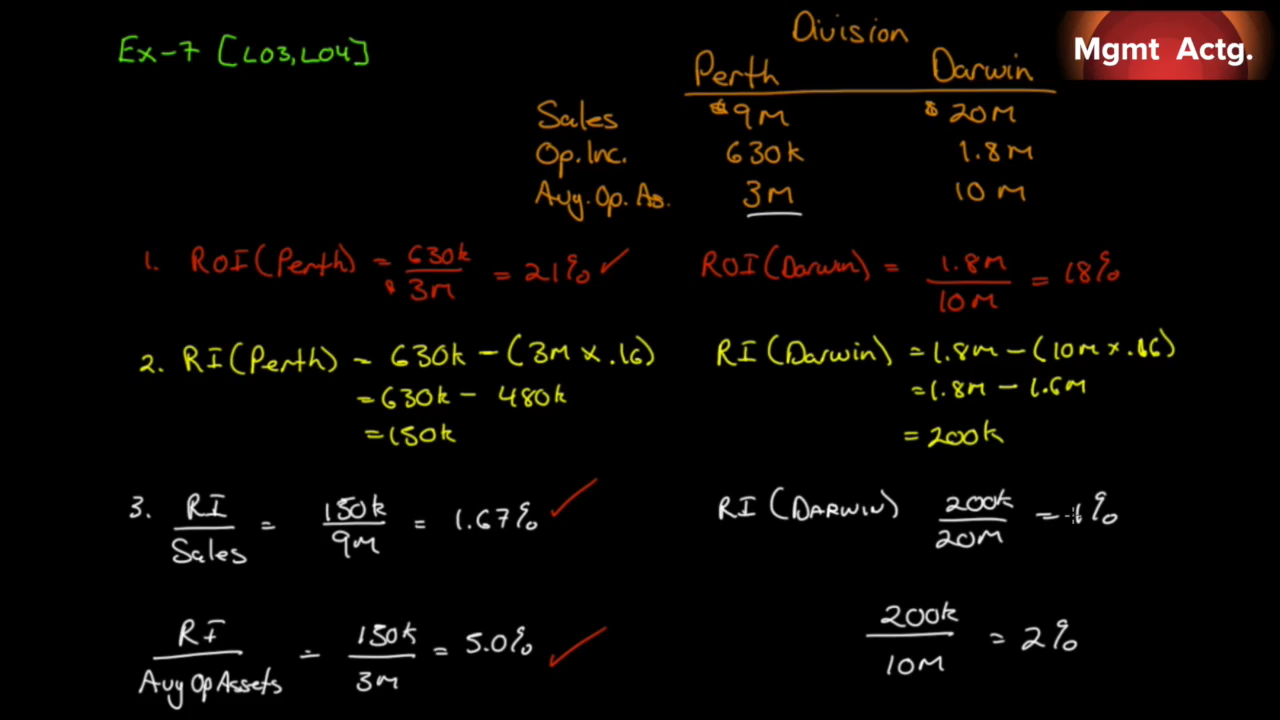 Ex-7 [LO3, LO4]
Mgmt Actg.
Division
Perth Darwin
Sales $9M $20M
Op. Inc. 630k 1.8M
Avg. Op. As. 3M 10M
1. ROI (Perth) = 630k / $3M = 21% ✓ ROI (Darwin) = 1.8M / 10M = 18%
2. RI (Perth) = 630k - (3M x .16) RI (Darwin) = 1.8M - (10M x .16)
= 630k - 480k = 1.8M - 1.6M
= 150k = 200k
3. RI / Sales = 150k / 9M = 1.67% ✓ RI (DARWIN) 200k / 20M = 1%
RI / Avg Op Assets = 150k / 3M = 5.0% ✓ 200k / 10M = 2%